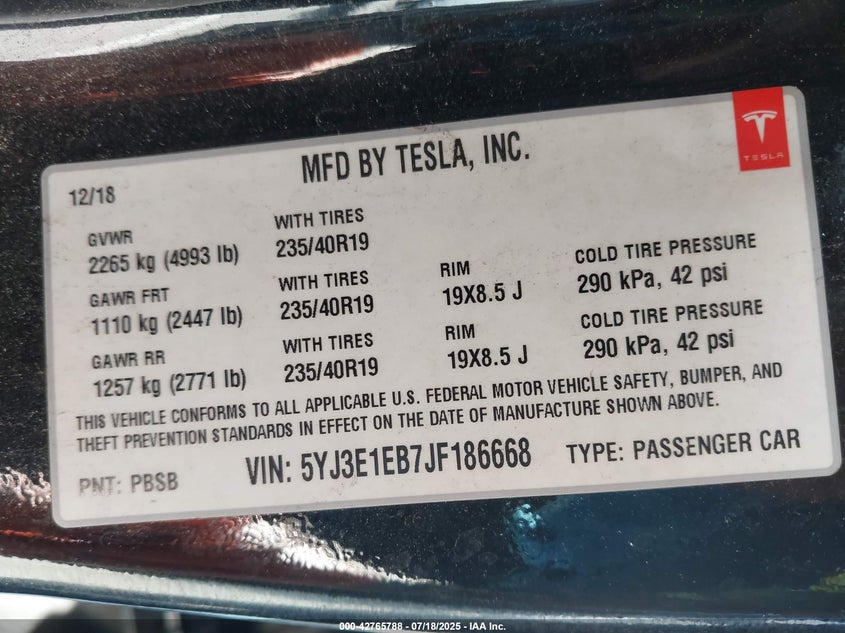 MFD BY TESLA, INC.
TESLA
12/18
GVWR
2265 kg (4993 lb)
WITH TIRES
235/40R19
GAWR FRT
1110 kg (2447 lb)
WITH TIRES
235/40R19
RIM
19X8.5 J
COLD TIRE PRESSURE
290 kPa, 42 psi
GAWR RR
1257 kg (2771 lb)
WITH TIRES
235/40R19
RIM
19X8.5 J
COLD TIRE PRESSURE
290 kPa, 42 psi
THIS VEHICLE CONFORMS TO ALL APPLICABLE U.S. FEDERAL MOTOR VEHICLE SAFETY, BUMPER, AND
THEFT PREVENTION STANDARDS IN EFFECT ON THE DATE OF MANUFACTURE SHOWN ABOVE.
PNT: PBSB
VIN: 5YJ3E1EB7JF186668
TYPE: PASSENGER CAR
000-42765788 - 07/18/2025 - IAA Inc.